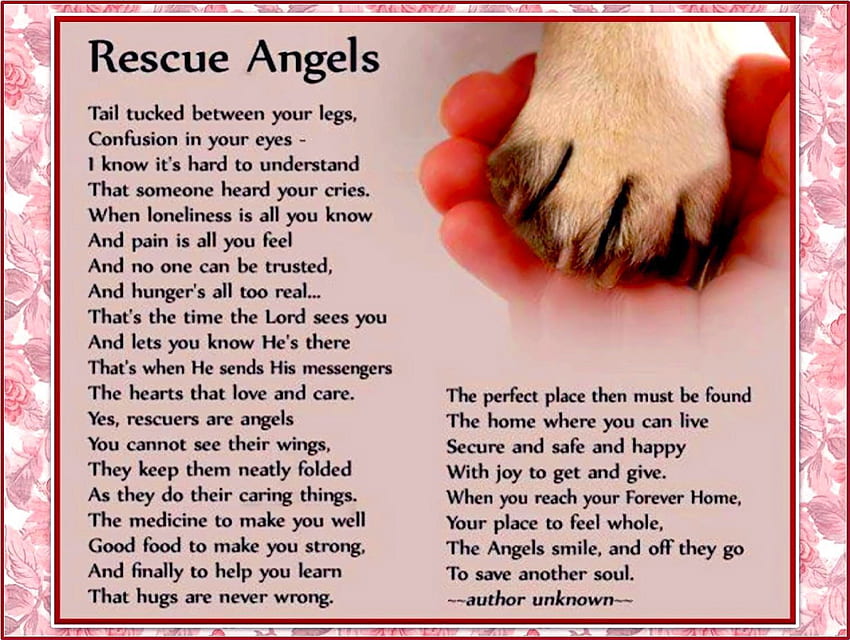 Rescue Angels
Tail tucked between your legs,
Confusion in your eyes -
I know it's hard to understand
That someone heard your cries.
When loneliness is all you know
And pain is all you feel
And no one can be trusted,
And hunger's all too real...
That's the time the Lord sees you
And lets you know He's there
That's when He sends His messengers
The hearts that love and care.
Yes, rescuers are angels
You cannot see their wings,
They keep them neatly folded
As they do their caring things.
The medicine to make you well
Good food to make you strong,
And finally to help you learn
That hugs are never wrong.
The perfect place then must be found
The home where you can live
Secure and safe and happy
With joy to get and give.
When you reach your Forever Home,
Your place to feel whole,
The Angels smile, and off they go
To save another soul.
~~author unknown~~